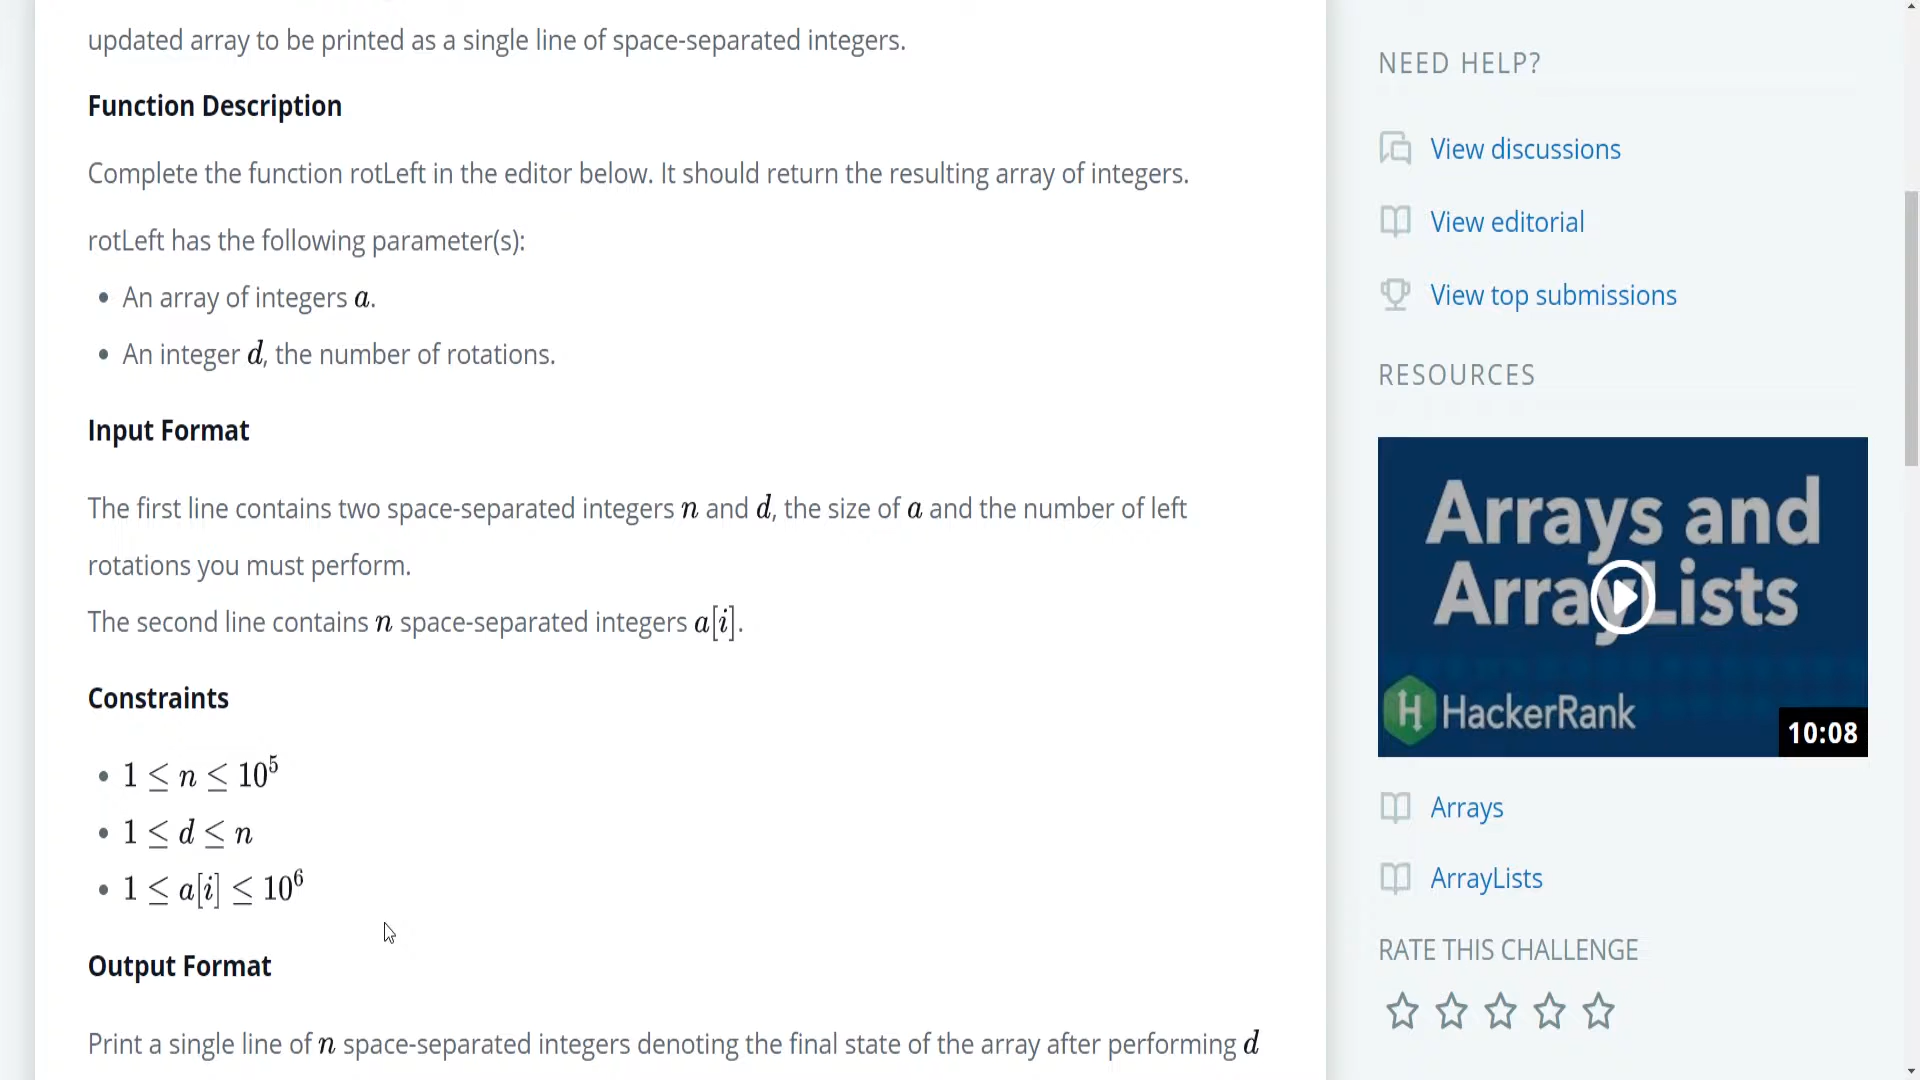 updated array to be printed as a single line of space-separated integers.
Function Description
Complete the function rotLeft in the editor below. It should return the resulting array of integers.
rotLeft has the following parameter(s):
• An array of integers a.
• An integer d, the number of rotations.
Input Format
The first line contains two space-separated integers n and d, the size of a and the number of left
rotations you must perform.
The second line contains n space-separated integers a[i].
Constraints
• 1 ≤ n ≤ 10⁵
• 1 ≤ d ≤ n
• 1 ≤ a[i] ≤ 10⁶
Output Format
Print a single line of n space-separated integers denoting the final state of the array after performing d
NEED HELP?
View discussions
View editorial
View top submissions
RESOURCES
Arrays and
ArrayLists
H HackerRank
10:08
Arrays
ArrayLists
RATE THIS CHALLENGE